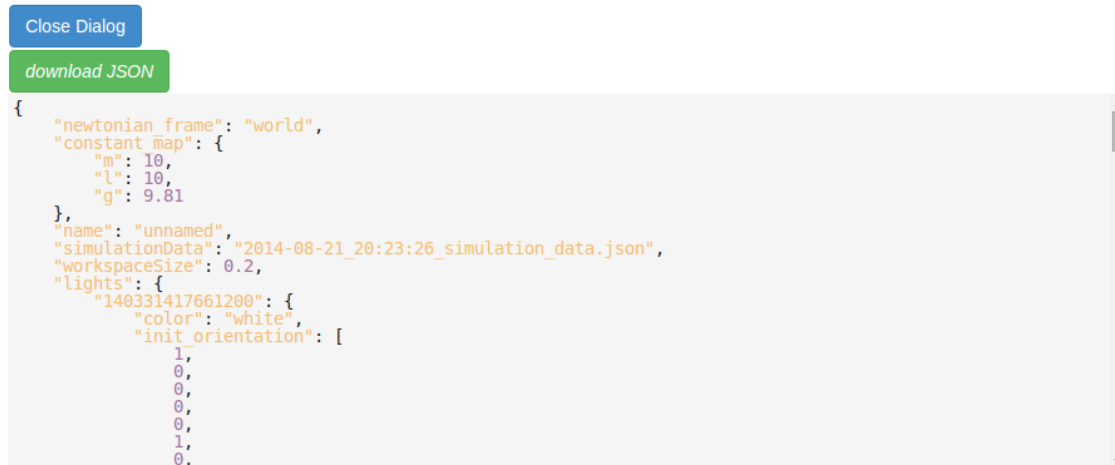 Close Dialog
download JSON
{
    "newtonian_frame": "world",
    "constant_map": {
        "m": 10,
        "l": 10,
        "g": 9.81
    },
    "name": "unnamed",
    "simulationData": "2014-08-21_20:23:26_simulation_data.json",
    "workspaceSize": 0.2,
    "lights": {
        "140331417661200": {
            "color": "white",
            "init_orientation": [
                1,
                0,
                0,
                0,
                0,
                1,
                0,